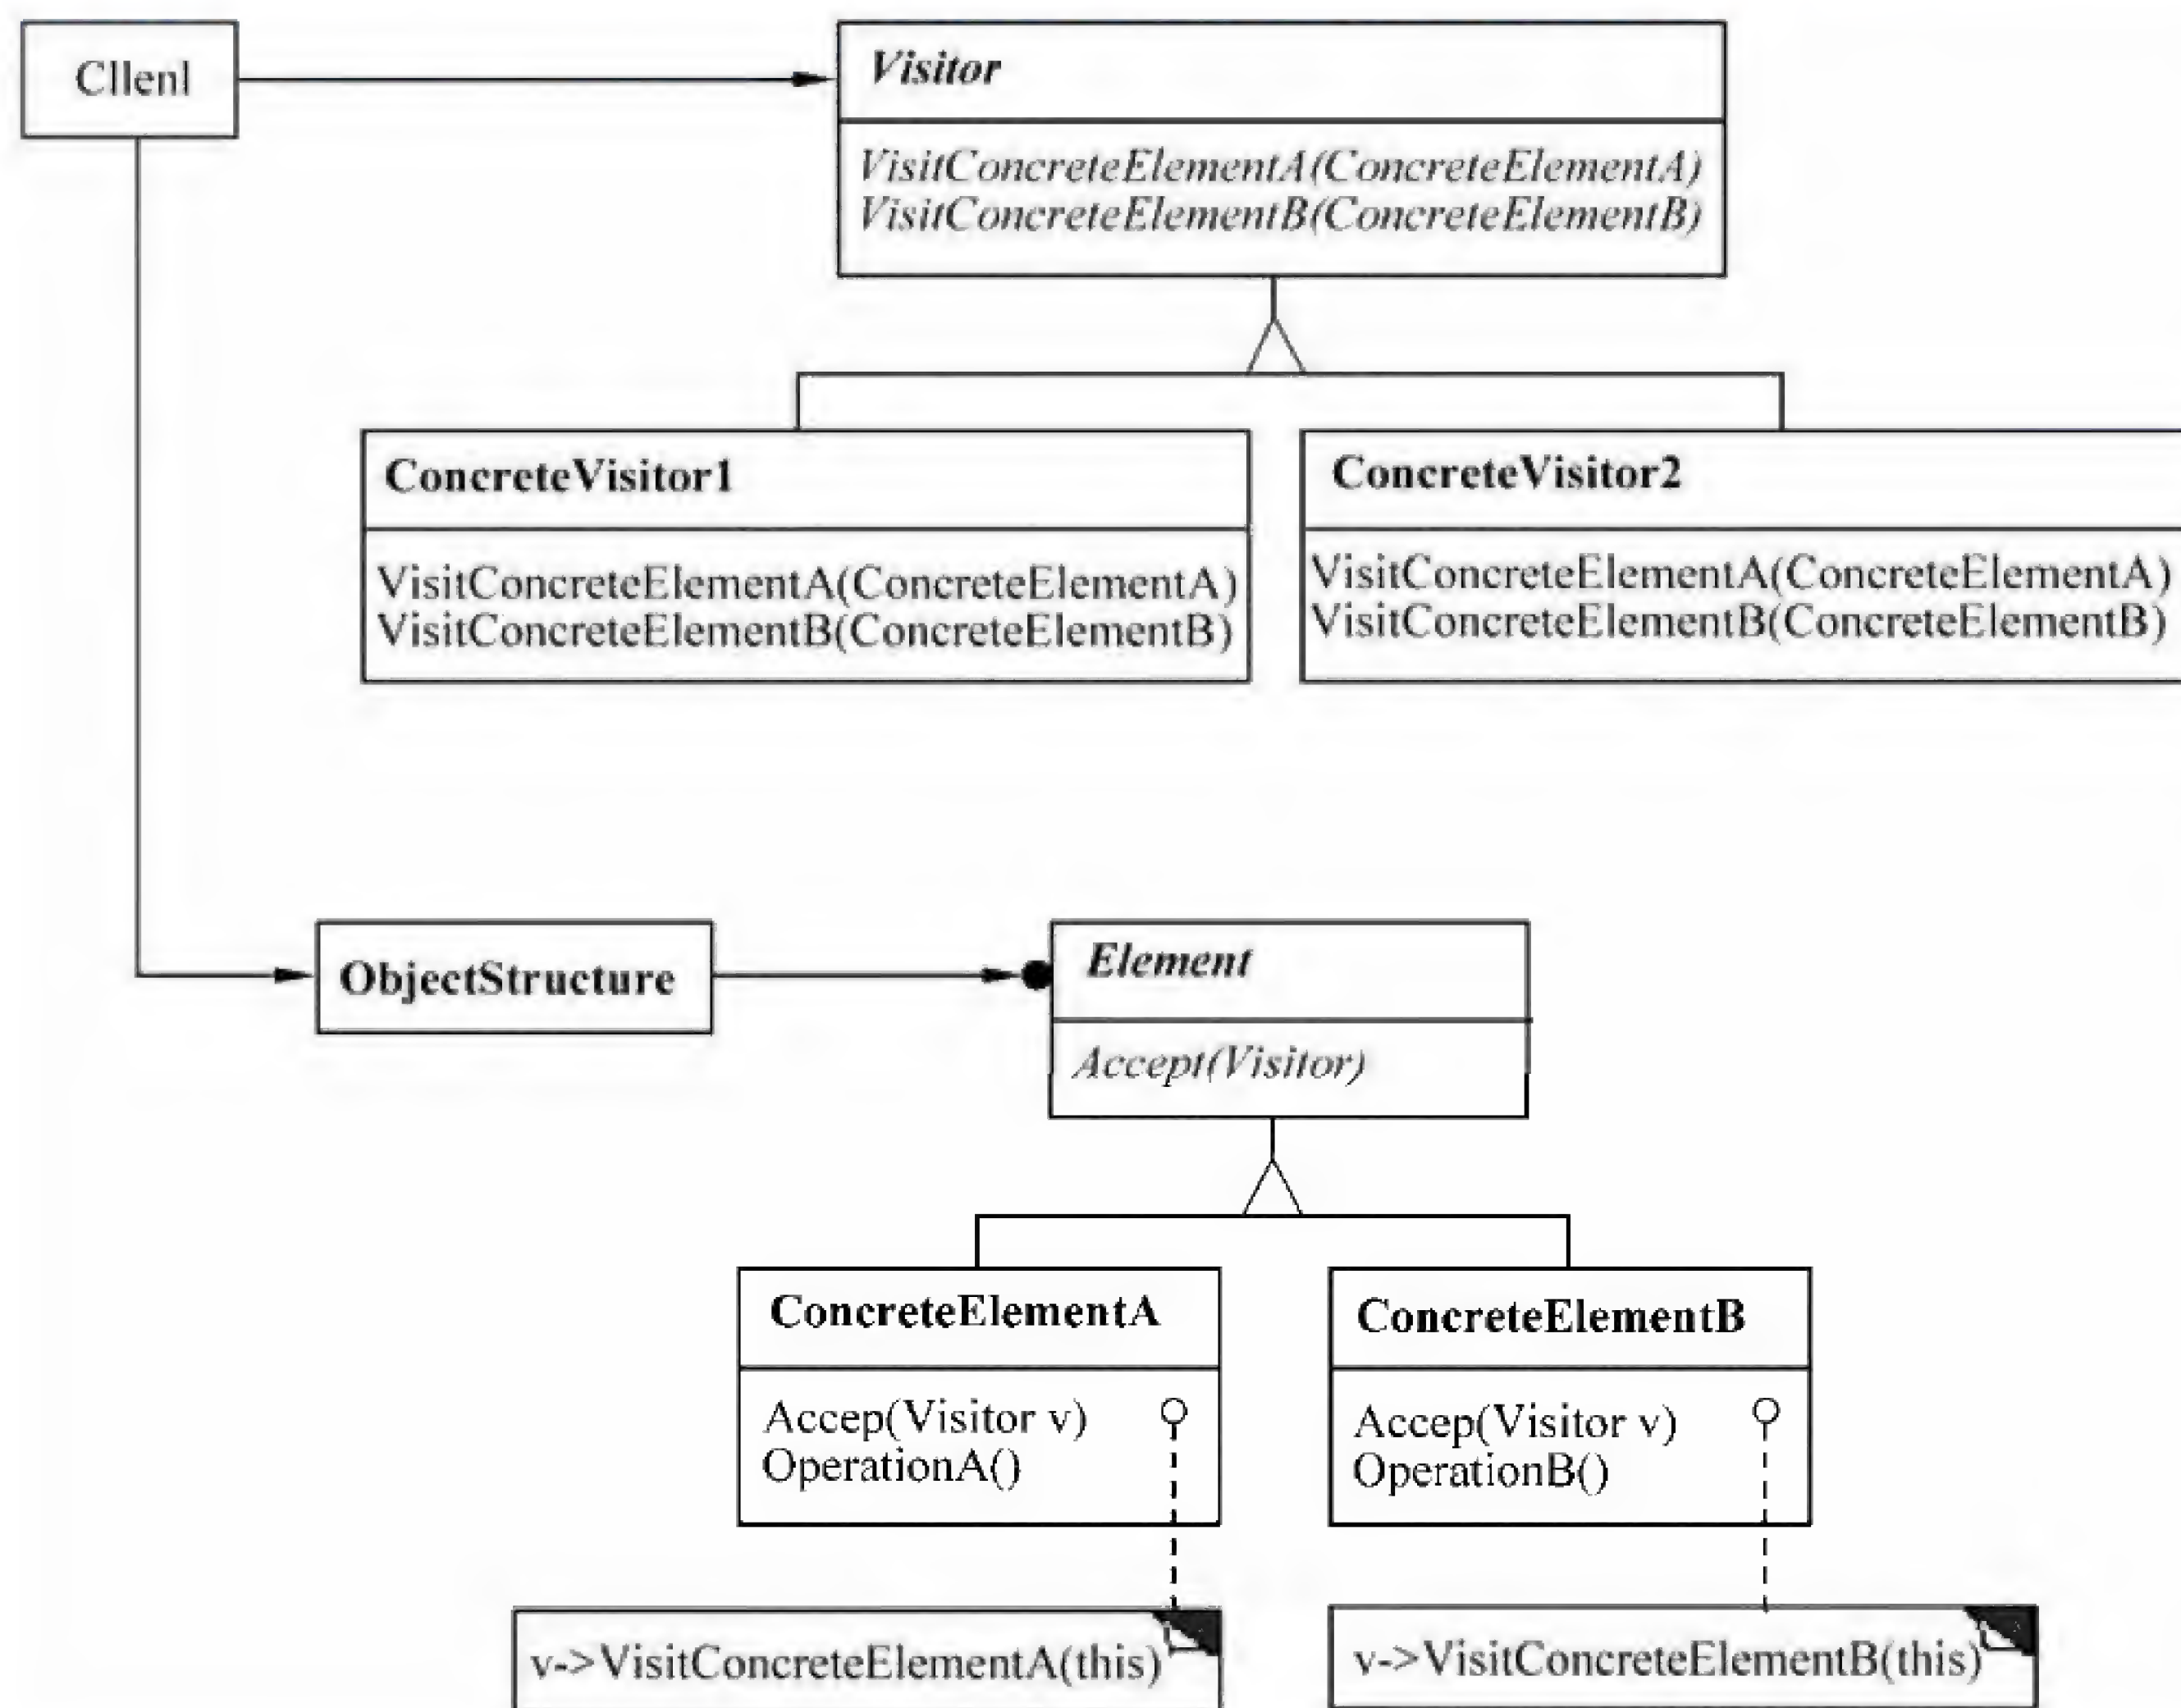 Cllenl
Visitor
VisitConcreteElementA(ConcreteElementA)
VisitConcreteElementB(ConcreteElementB)
ConcreteVisitor1
VisitConcreteElementA(ConcreteElementA)
VisitConcreteElementB(ConcreteElementB)
ConcreteVisitor2
VisitConcreteElementA(ConcreteElementA)
VisitConcreteElementB(ConcreteElementB)
ObjectStructure
Element
Accept(Visitor)
ConcreteElementA
Accep(Visitor v)
OperationA()
ConcreteElementB
Accep(Visitor v)
OperationB()
v->VisitConcreteElementA(this)
v->VisitConcreteElementB(this)